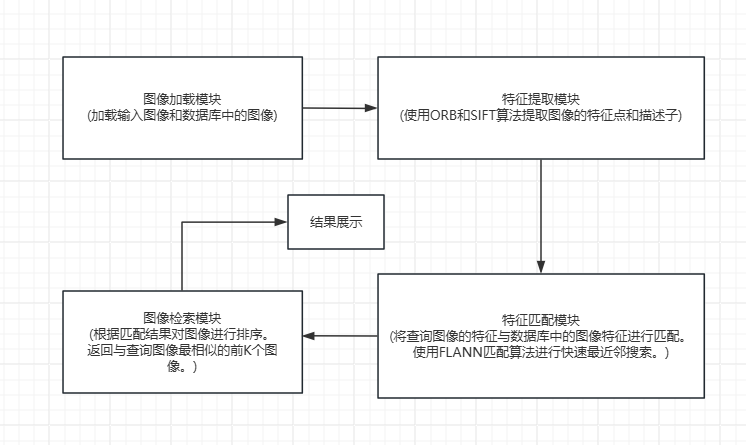 图像加载模块
(加载输入图像和数据库中的图像)
特征提取模块
(使用ORB和SIFT算法提取图像的特征点和描述子)
特征匹配模块
(将查询图像的特征与数据库中的图像特征进行匹配。
使用FLANN匹配算法进行快速最近邻搜索。)
图像检索模块
(根据匹配结果对图像进行排序。
返回与查询图像最相似的前K个图
像。)
结果展示